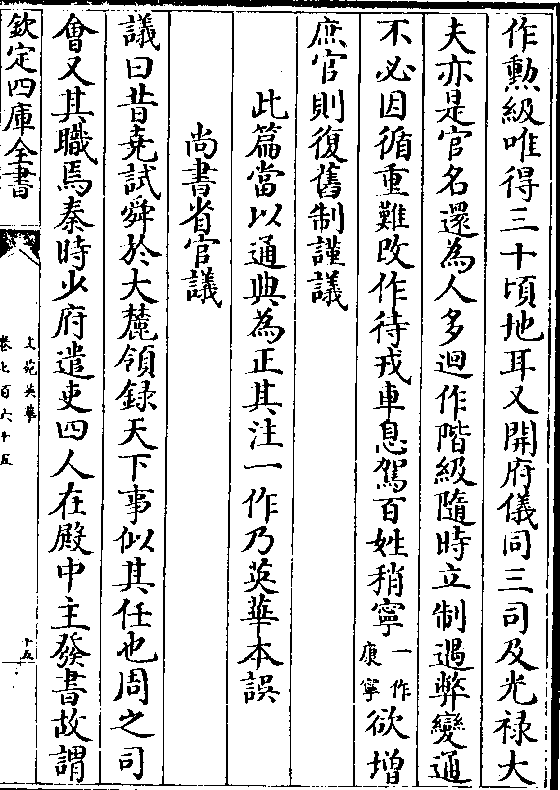 作勲級唯得三十頃地耳又開府儀同三司及光禄大
夫亦是官名還為人多迴作階級隨時立制遇弊變通
不必因循重難改作待戎車息駕百姓稍寧一作康寧欲增
庶官則復舊制謹議
此篇當以通典為正其注一作乃英華本誤
尚書省官議
議曰昔堯試舜於大麓領録天下事似其任也周之司
會又其職焉秦時少府遣吏四人在殿中主發書故謂
欽定四庫全書
文苑英華
卷七百六十五
十五